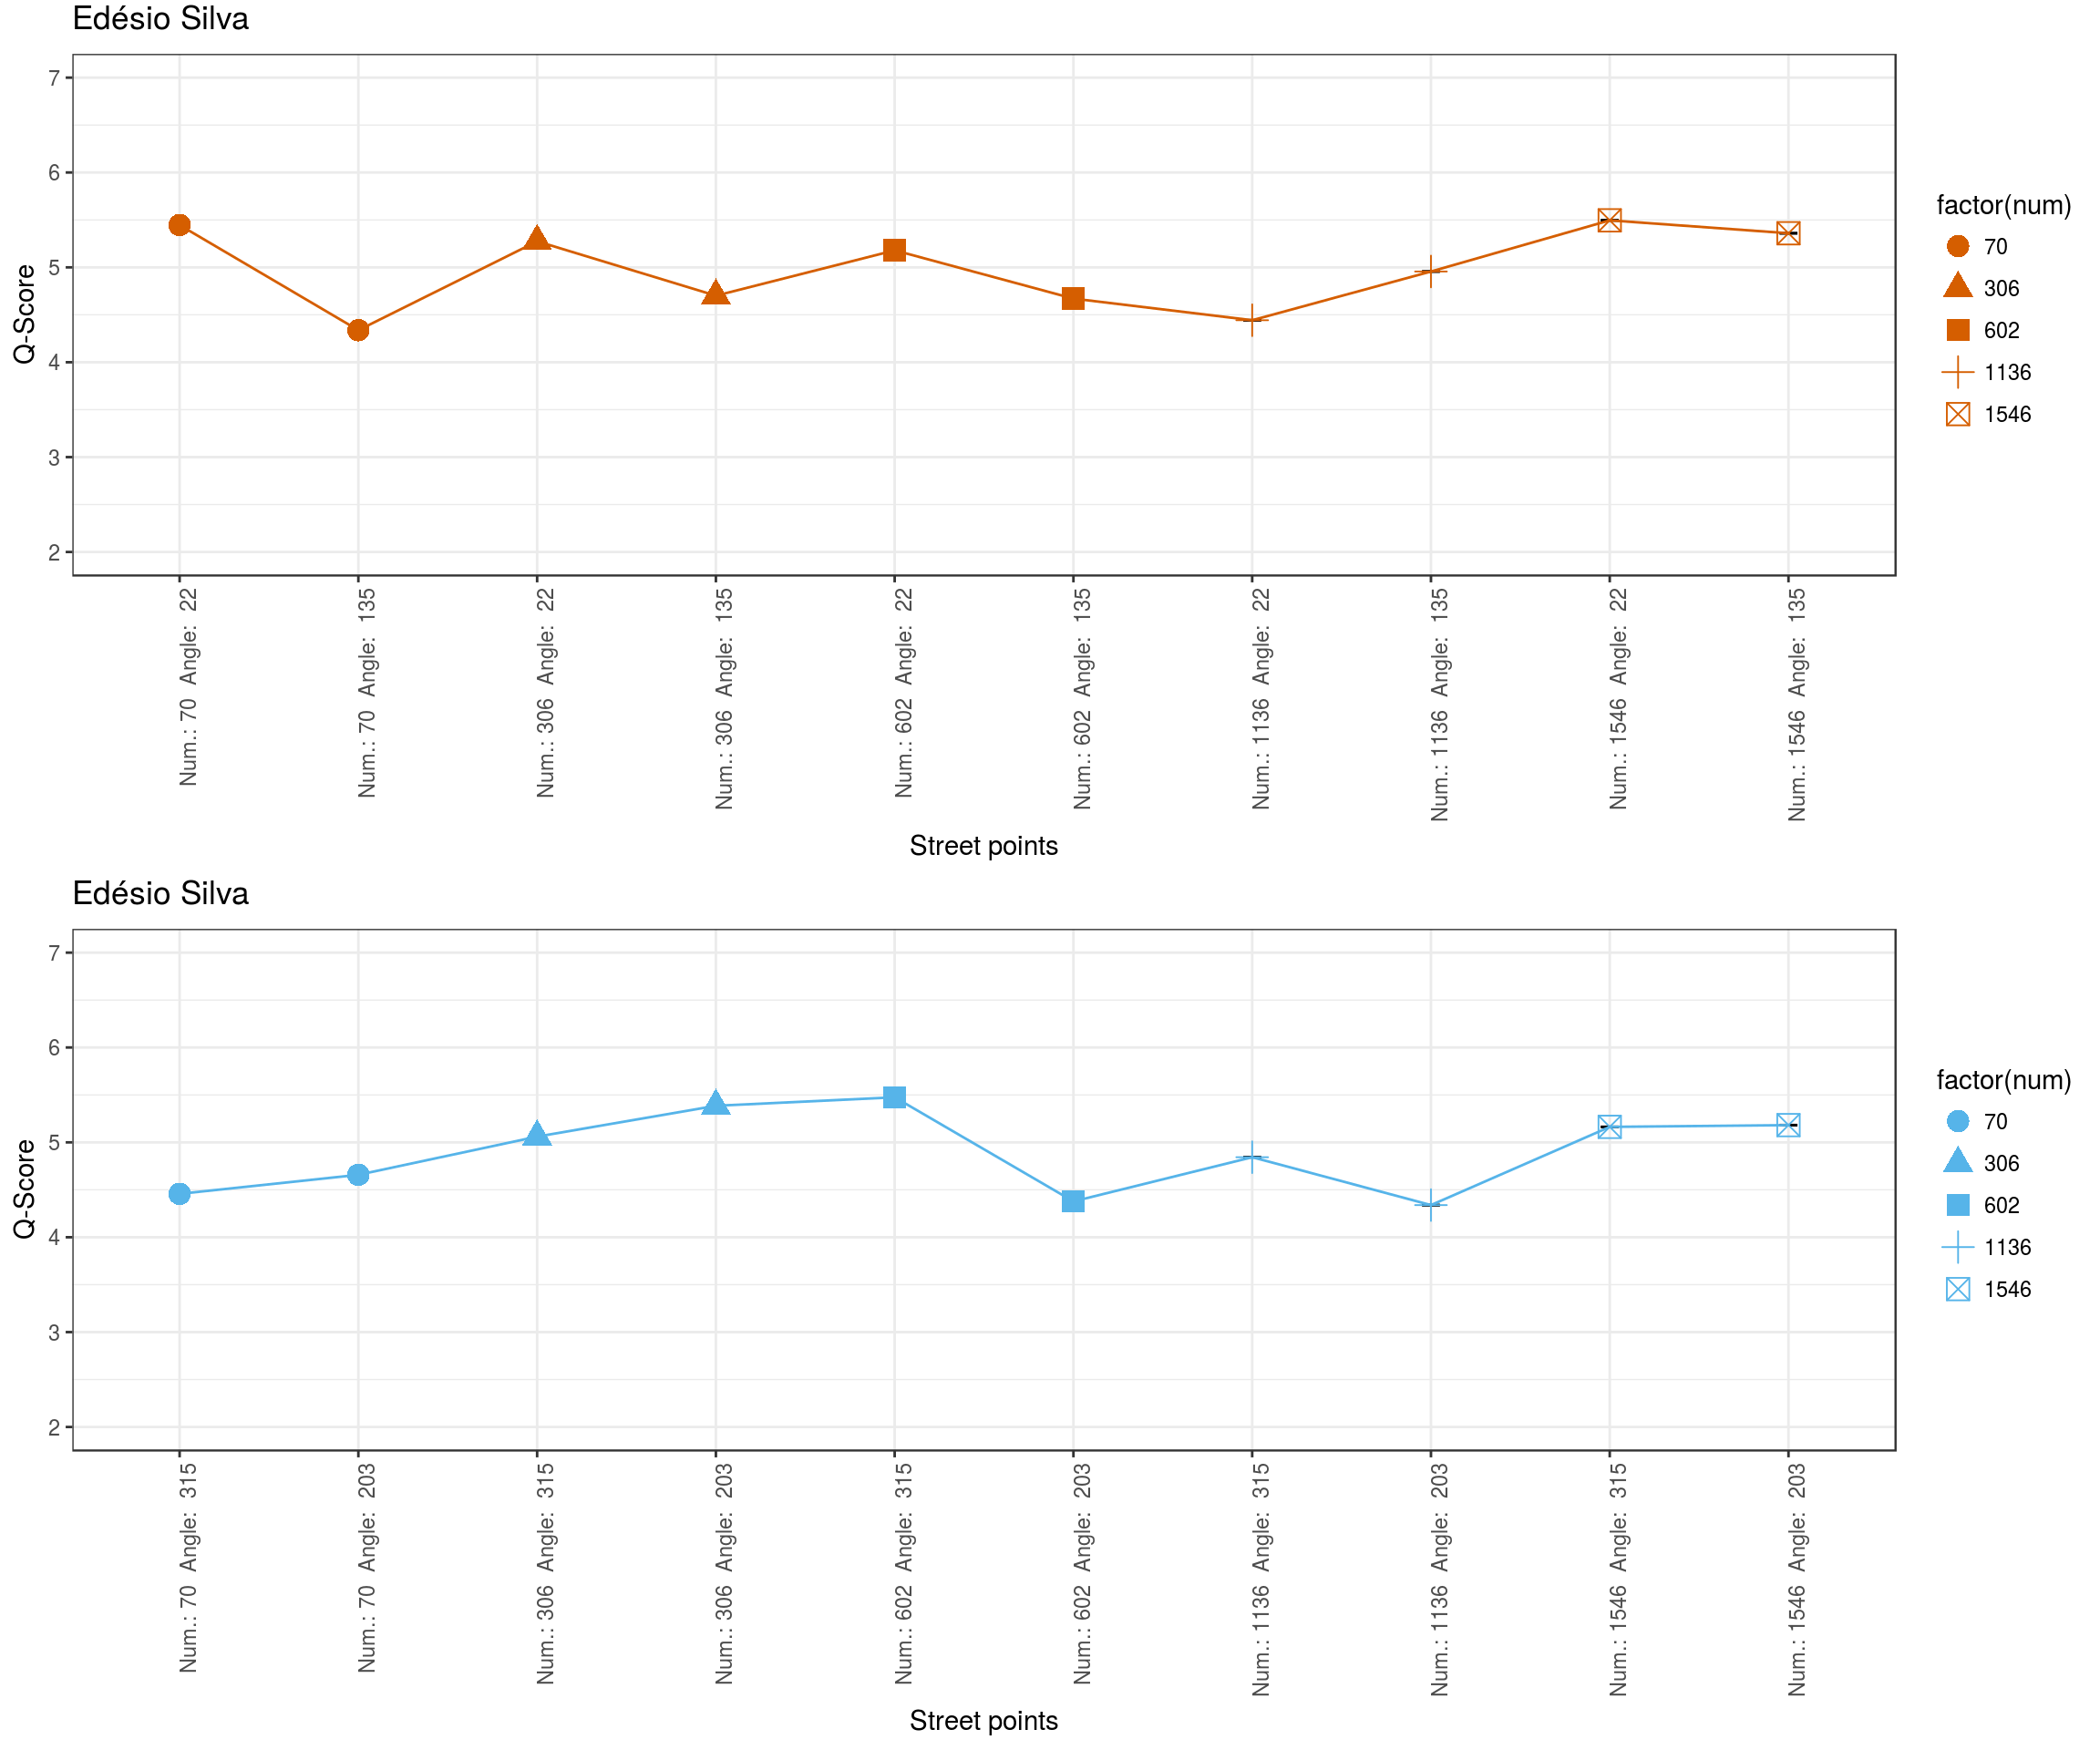 Edésio Silva
7
6
5
4
3
2
Q-Score
Num.: 70 Angle: 22
Num.: 70 Angle: 135
Num.: 306 Angle: 22
Num.: 306 Angle: 135
Num.: 602 Angle: 22
Num.: 602 Angle: 135
Num.: 1136 Angle: 22
Num.: 1136 Angle: 135
Num.: 1546 Angle: 22
Num.: 1546 Angle: 135
Street points
factor(num)
70
306
602
1136
1546
Edésio Silva
7
6
5
4
3
2
Q-Score
Num.: 70 Angle: 315
Num.: 70 Angle: 203
Num.: 306 Angle: 315
Num.: 306 Angle: 203
Num.: 602 Angle: 315
Num.: 602 Angle: 203
Num.: 1136 Angle: 315
Num.: 1136 Angle: 203
Num.: 1546 Angle: 315
Num.: 1546 Angle: 203
Street points
factor(num)
70
306
602
1136
1546